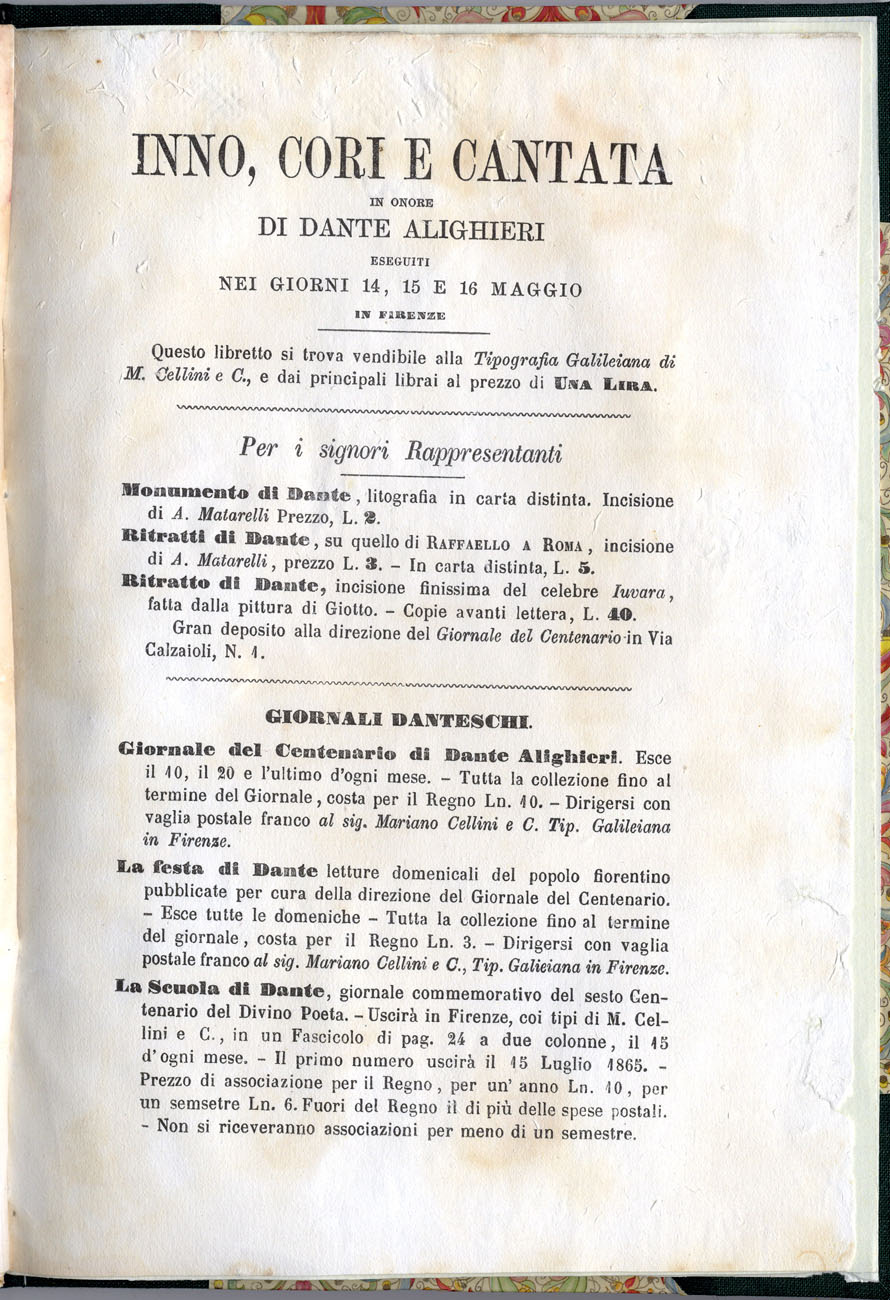 INNO, CORI E CANTATA
IN ONORE
DI DANTE ALIGHIERI
ESEGUITI
NEI GIORNI 14, 15 E 16 MAGGIO
IN FIRENZE
Questo libretto si trova vendibile alla Tipografia Galileiana di
M. Cellini e C., e dai principali librai al prezzo di UNA LIRA.
Per i signori Rappresentanti
Monumento di Dante, litografia in carta distinta. Incisione
di A. Matarelli Prezzo, L. 2.
Ritratti di Dante, su quello di RAFFAELLO A ROMA, incisione
di A. Matarelli, prezzo L. 3. – In carta distinta, L. 5.
Ritratto di Dante, incisione finissima del celebre Iuvara,
fatta dalla pittura di Giotto. – Copie avanti lettera, L. 40.
Gran deposito alla direzione del Giornale del Centenario in Via
Calzaioli, N. 1.
GIORNALI DANTESCHI.
Giornale del Centenario di Dante Alighieri. Esce
il 10, il 20 e l'ultimo d'ogni mese. – Tutta la collezione fino al
termine del Giornale, costa per il Regno Ln. 10. – Dirigersi con
vaglia postale franco al sig. Mariano Cellini e C. Tip. Galileiana
in Firenze.
La festa di Dante letture domenicali del popolo fiorentino
pubblicate per cura della direzione del Giornale del Centenario.
– Esce tutte le domeniche – Tutta la collezione fino al termine
del giornale, costa per il Regno Ln. 3. – Dirigersi con vaglia
postale franco al sig. Mariano Cellini e C., Tip. Galieiana in Firenze.
La Scuola di Dante, giornale commemorativo del sesto Cen-
tenario del Divino Poeta. – Uscirà in Firenze, coi tipi di M. Cel-
lini e C., in un Fascicolo di pag. 24 a due colonne, il 15
d'ogni mese. – Il primo numero uscirà il 15 Luglio 1865. –
Prezzo di associazione per il Regno, per un' anno Ln. 10, per
un semsetre Ln. 6. Fuori del Regno il di più delle spese postali.
– Non si riceveranno associazioni per meno di un semestre.